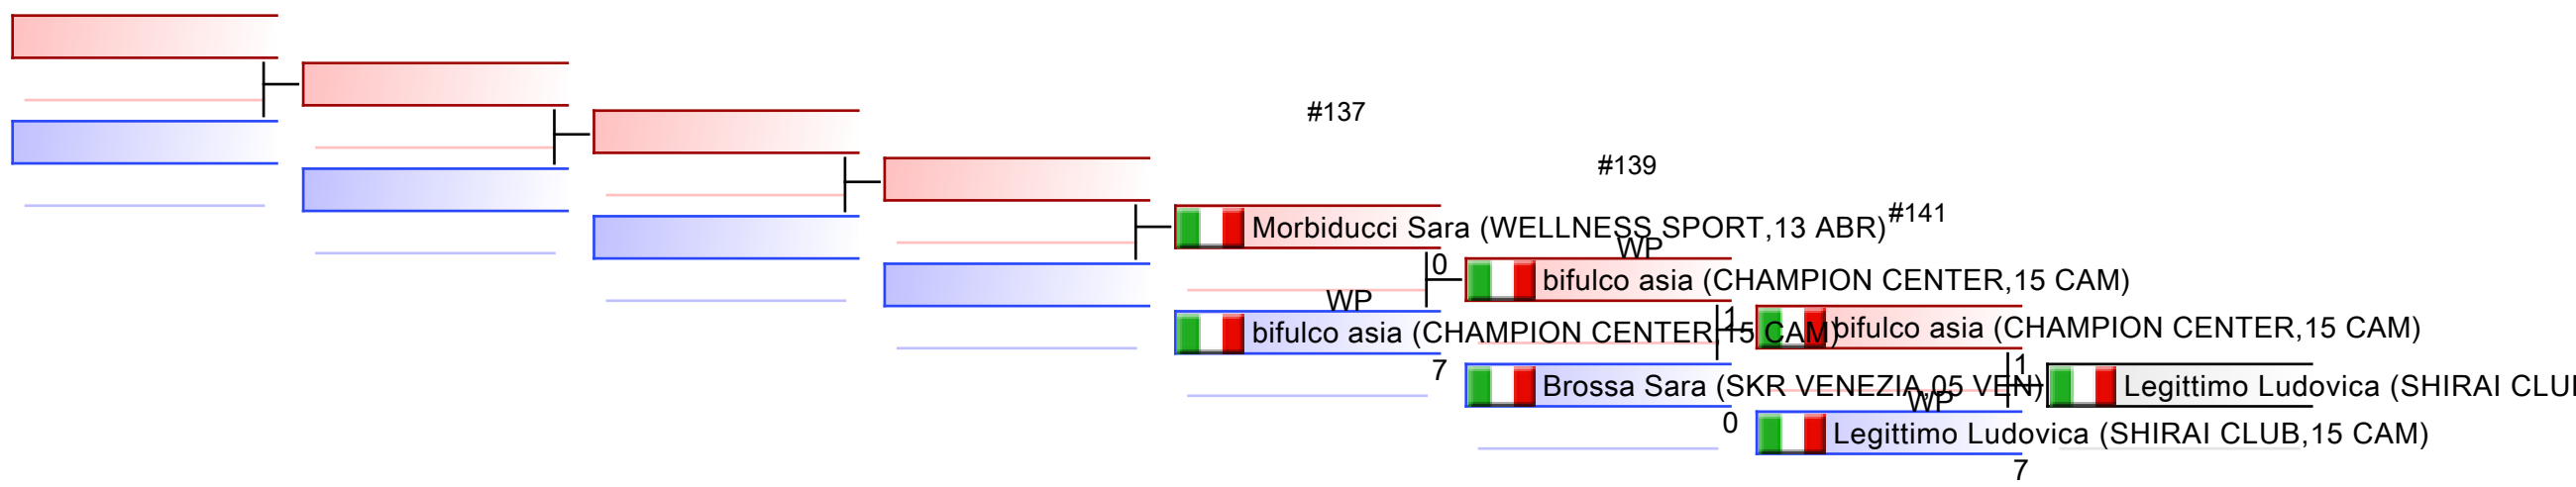 #137
#139
#141
Morbiducci Sara (WELLNESS SPORT,13 ABR)
WP
0
bifulco asia (CHAMPION CENTER,15 CAM)
WP
bifulco asia (CHAMPION CENTER,15 CAM)
7
1
bifulco asia (CHAMPION CENTER,15 CAM)
Brossa Sara (SKR VENEZIA,05 VEN)
0
1
WP
Legittimo Ludovica (SHIRAI CLU
Legittimo Ludovica (SHIRAI CLUB,15 CAM)
7